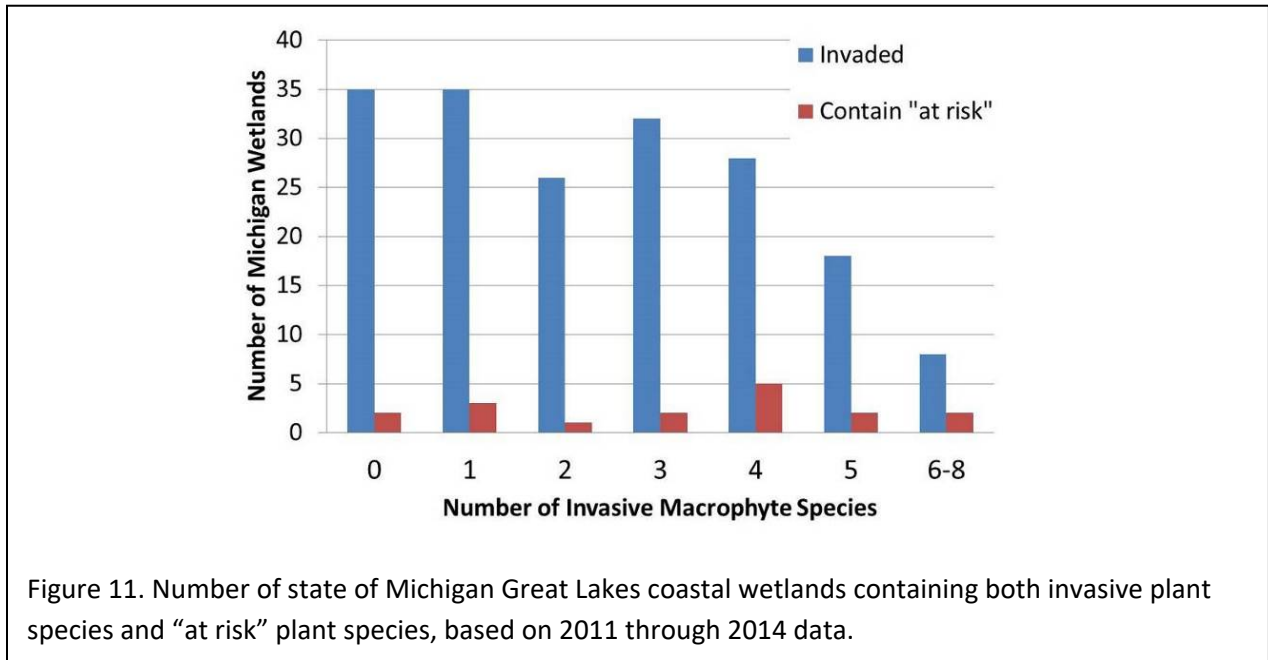 40
35
30
25
20
15
10
5
0
Number of Michigan Wetlands
Invaded
Contain "at risk"
0 1 2 3 4 5 6-8
Number of Invasive Macrophyte Species
Figure 11. Number of state of Michigan Great Lakes coastal wetlands containing both invasive plant
species and “at risk” plant species, based on 2011 through 2014 data.